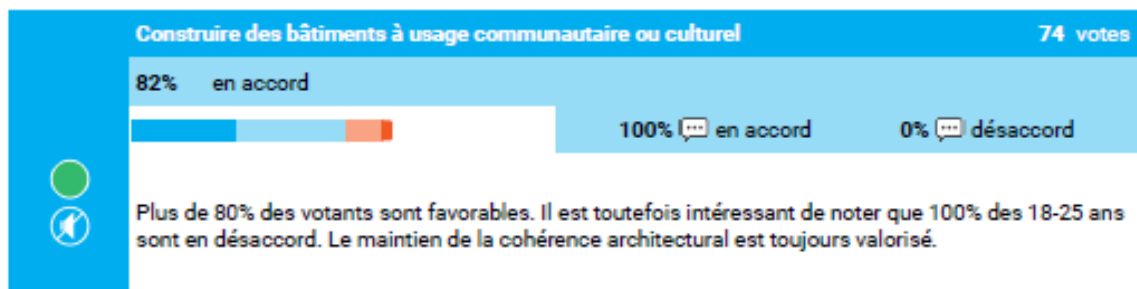 Construire des bâtiments à usage communautaire ou culturel 74 votes
82% en accord
100% en accord 0% désaccord
Plus de 80% des votants sont favorables. Il est toutefois intéressant de noter que 100% des 18-25 ans
sont en désaccord. Le maintien de la cohérence architectural est toujours valorisé.